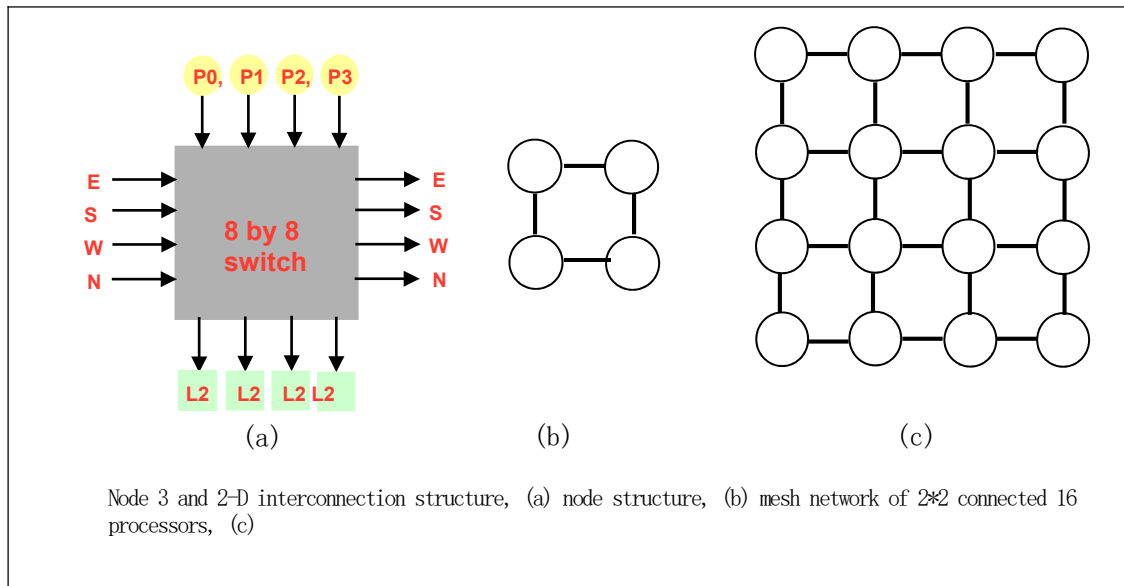 P0, P1 P2, P3
E E
S S
W W
N N
8 by 8
switch
L2 L2 L2 L2
(a)
(b)
(c)
Node 3 and 2-D interconnection structure, (a) node structure, (b) mesh network of 2*2 connected 16
processors, (c)